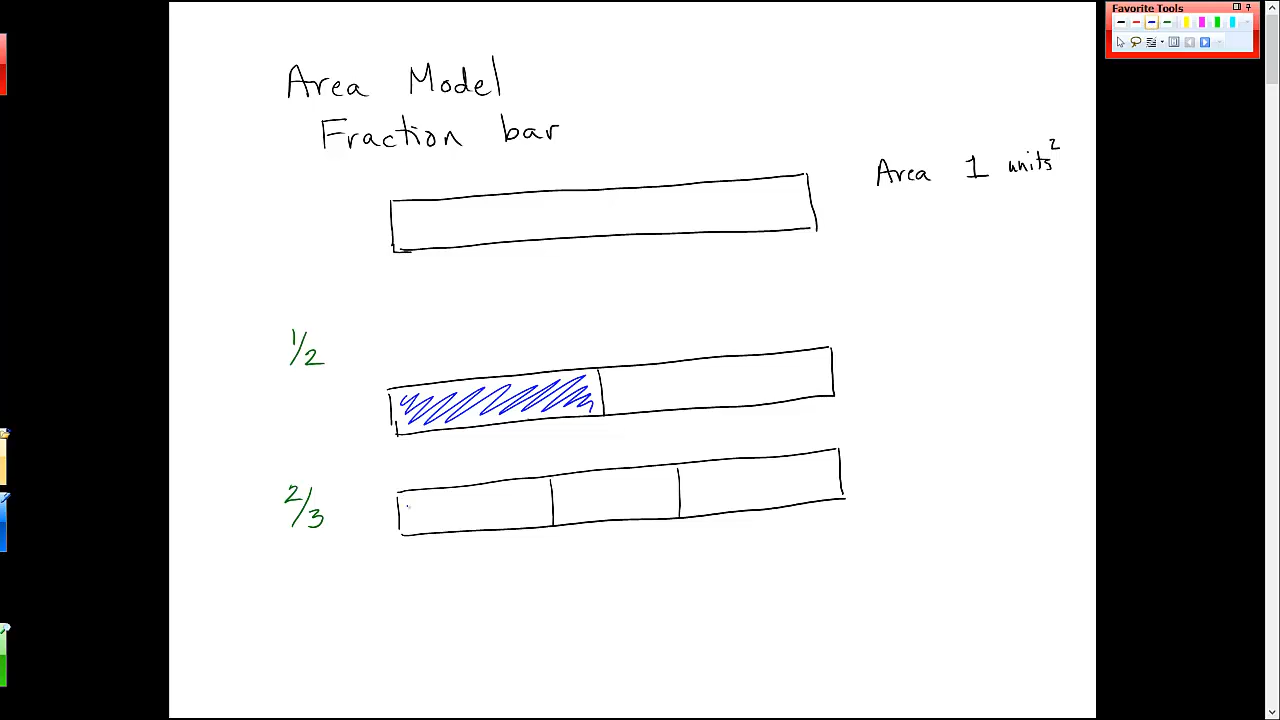 Favorite Tools
Area Model
Fraction bar
Area 1 units²
1/2
2/3